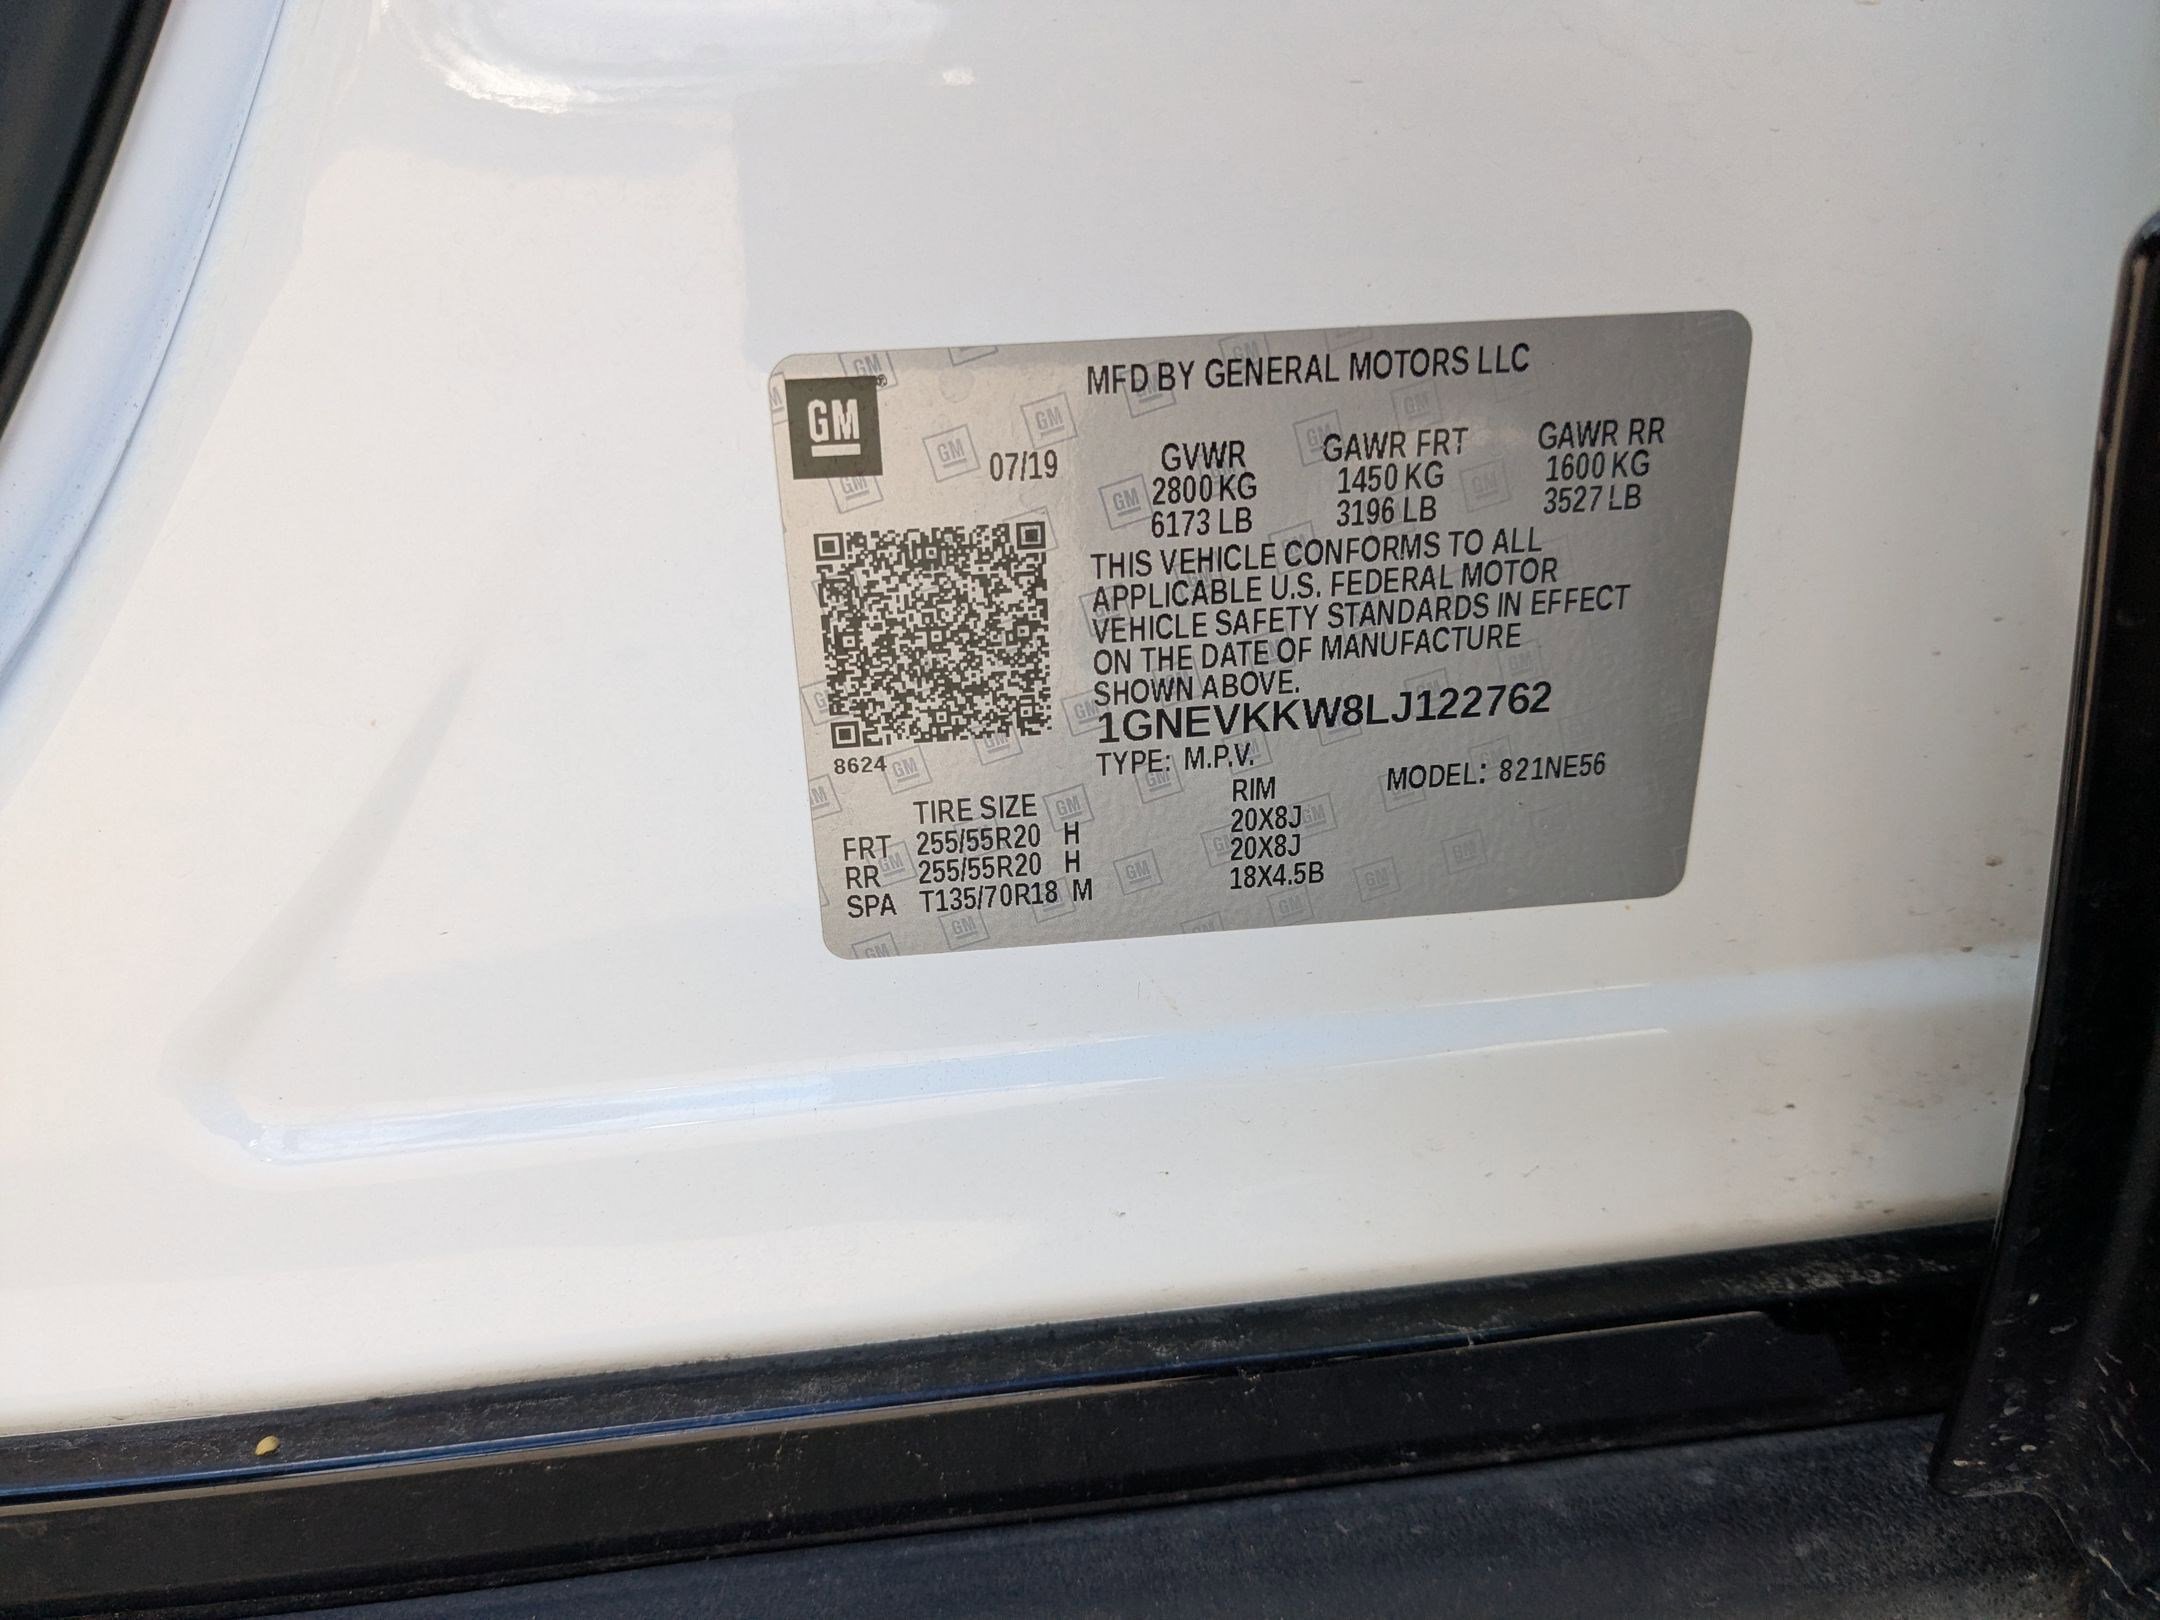 MFD BY GENERAL MOTORS LLC
GM
07/19
GVWR GAWR FRT GAWR RR
2800 KG 1450 KG 1600 KG
6173 LB 3196 LB 3527 LB
THIS VEHICLE CONFORMS TO ALL
APPLICABLE U.S. FEDERAL MOTOR
VEHICLE SAFETY STANDARDS IN EFFECT
ON THE DATE OF MANUFACTURE
SHOWN ABOVE.
1GNEVKKW8LJ122762
8624
TYPE: M.P.V. MODEL: 821NE56
TIRE SIZE RIM
FRT 255/55R20 H 20X8J
RR 255/55R20 H 20X8J
SPA T135/70R18 M 18X4.5B